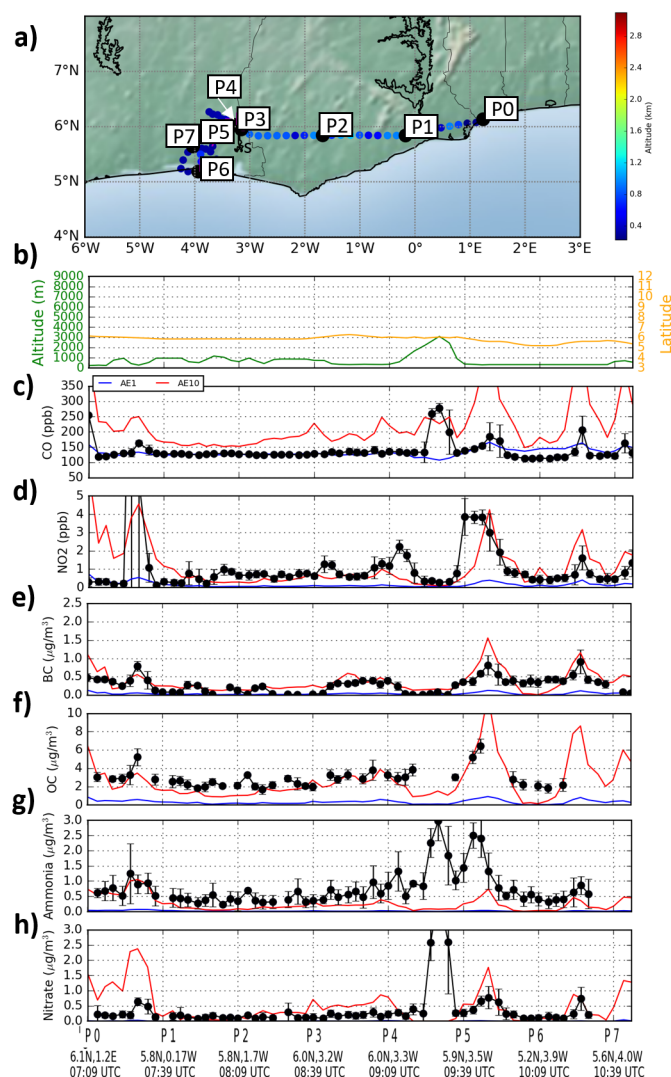 a)
P4
P3
P0
P7
P5
P2
P1
S
P6
7°N
6°N
5°N
4°N
6°W
5°W
4°W
3°W
2°W
1°W
0°
1°E
2°E
3°E
2.8
2.4
2.0
1.6
1.2
0.8
0.4
Altitude (km)
b)
Altitude (m)
9000
8000
7000
6000
5000
4000
3000
2000
1000
0
12
11
10
9
8
7
6
5
4
3
Latitude
c)
CO (ppb)
350
300
250
200
150
100
50
AE1
AE10
d)
NO2 (ppb)
5
4
3
2
1
0
e)
BC (μg/m³)
2.5
2.0
1.5
1.0
0.5
0.0
f)
OC (μg/m³)
10
8
6
4
2
0
g)
Ammonia (μg/m³)
3.0
2.5
2.0
1.5
1.0
0.5
0.0
h)
Nitrate (μg/m³)
3.0
2.5
2.0
1.5
1.0
0.5
0.0
P 0 P 1 P 2 P 3 P 4 P 5 P 6 P 7
6.1N,1.2E 5.8N,0.17W 5.8N,1.7W 6.0N,3.2W 6.0N,3.3W 5.9N,3.5W 5.2N,3.9W 5.6N,4.0W
07:09 UTC 07:39 UTC 08:09 UTC 08:39 UTC 09:09 UTC 09:39 UTC 10:09 UTC 10:39 UTC